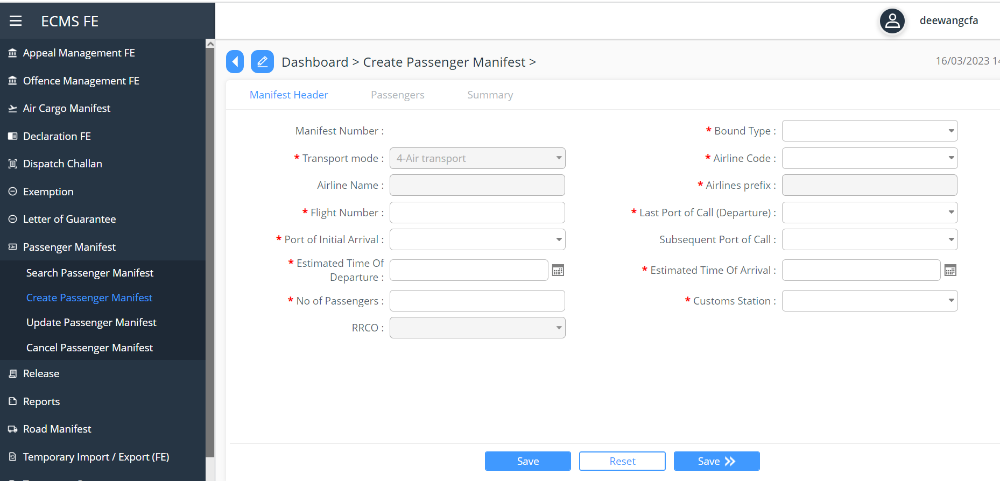 ECMS FE
deewangcfa
Appeal Management FE
Offence Management FE
Air Cargo Manifest
Declaration FE
Dispatch Challan
Exemption
Letter of Guarantee
Passenger Manifest
Search Passenger Manifest
Create Passenger Manifest
Update Passenger Manifest
Cancel Passenger Manifest
Release
Reports
Road Manifest
Temporary Import / Export (FE)
Dashboard > Create Passenger Manifest >
16/03/2023 14
Manifest Header Passengers Summary
Manifest Number :
* Bound Type :
* Transport mode : 4-Air transport
* Airline Code :
Airline Name :
* Airlines prefix :
* Flight Number :
* Last Port of Call (Departure) :
* Port of Initial Arrival :
Subsequent Port of Call :
* Estimated Time Of
Departure :
* Estimated Time Of Arrival :
* No of Passengers :
* Customs Station :
RRCO :
Save Reset Save